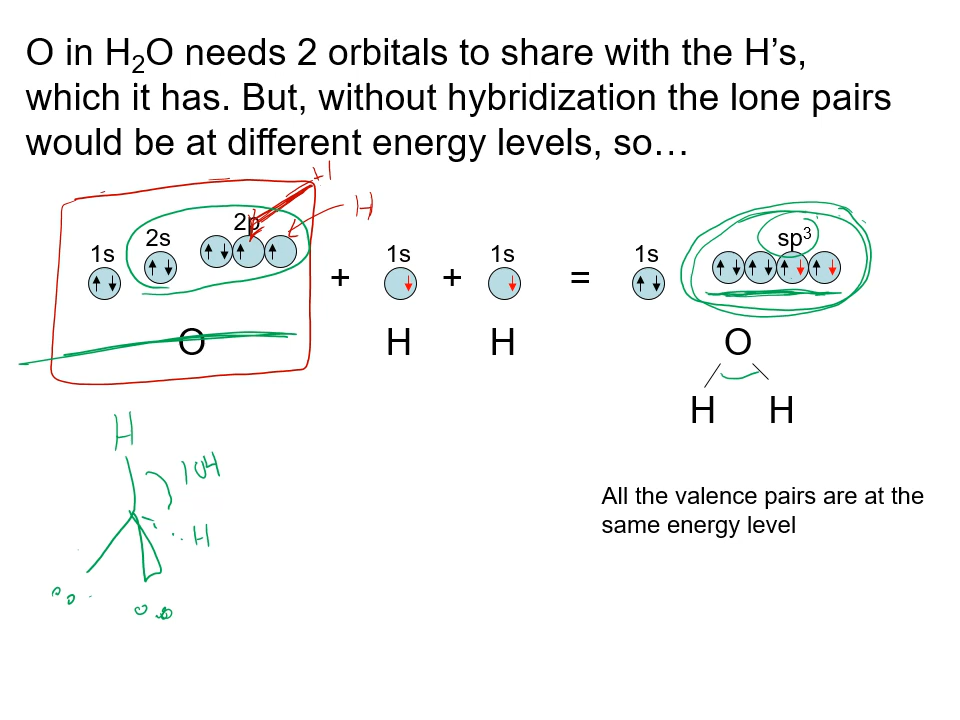 O in H₂O needs 2 orbitals to share with the H's,
which it has. But, without hybridization the lone pairs
would be at different energy levels, so…
H
2p
H
1s 2s 1s 1s 1s sp³
+ + =
O H H O
H H
H
104
H
All the valence pairs are at the
same energy level